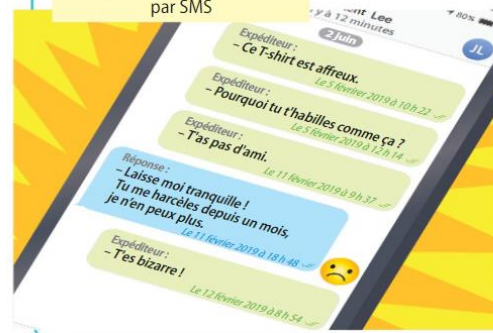 par SMS
Lee
y a 12 minutes
80%
2 Juin
JL
Expéditeur :
– Ce T-shirt est affreux.
Le 5 février 2019 à 10 h 22
Expéditeur :
– Pourquoi tu t'habilles comme ça ?
Le 5 février 2019 à 12 h 14
Expéditeur :
– T'as pas d'ami.
Le 11 février 2019 à 9 h 37
Réponse :
– Laisse moi tranquille !
Tu me harcèles depuis un mois,
je n'en peux plus.
Le 11 février 2019 à 18 h 48
Expéditeur :
– T'es bizarre !
Le 12 février 2019 à 8 h 54